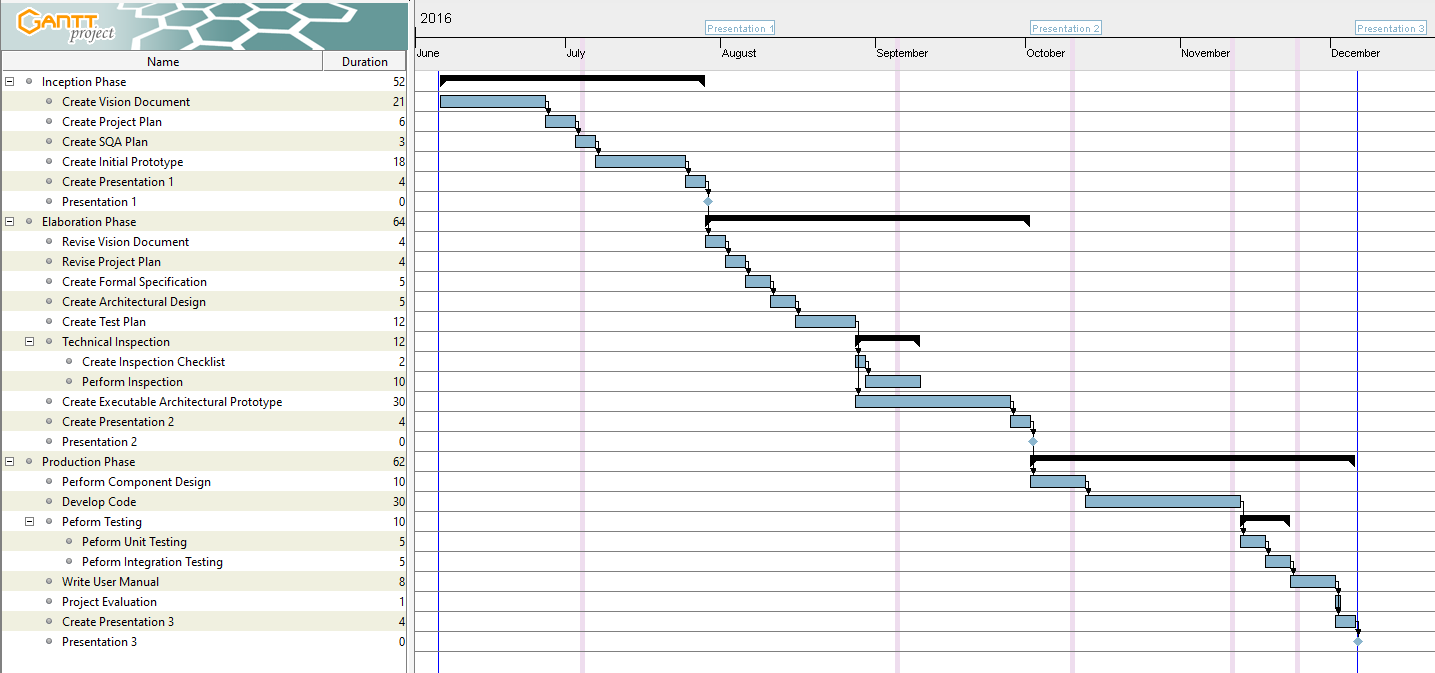 GANTT project
2016
Presentation 1 Presentation 2 Presentation 3
June July August September October November December
Name Duration
Inception Phase 52
Create Vision Document 21
Create Project Plan 6
Create SQA Plan 3
Create Initial Prototype 18
Create Presentation 1 4
Presentation 1 0
Elaboration Phase 64
Revise Vision Document 4
Revise Project Plan 4
Create Formal Specification 5
Create Architectural Design 5
Create Test Plan 12
Technical Inspection 12
Create Inspection Checklist 2
Perform Inspection 10
Create Executable Architectural Prototype 30
Create Presentation 2 4
Presentation 2 0
Production Phase 62
Perform Component Design 10
Develop Code 30
Peform Testing 10
Peform Unit Testing 5
Peform Integration Testing 5
Write User Manual 8
Project Evaluation 1
Create Presentation 3 4
Presentation 3 0